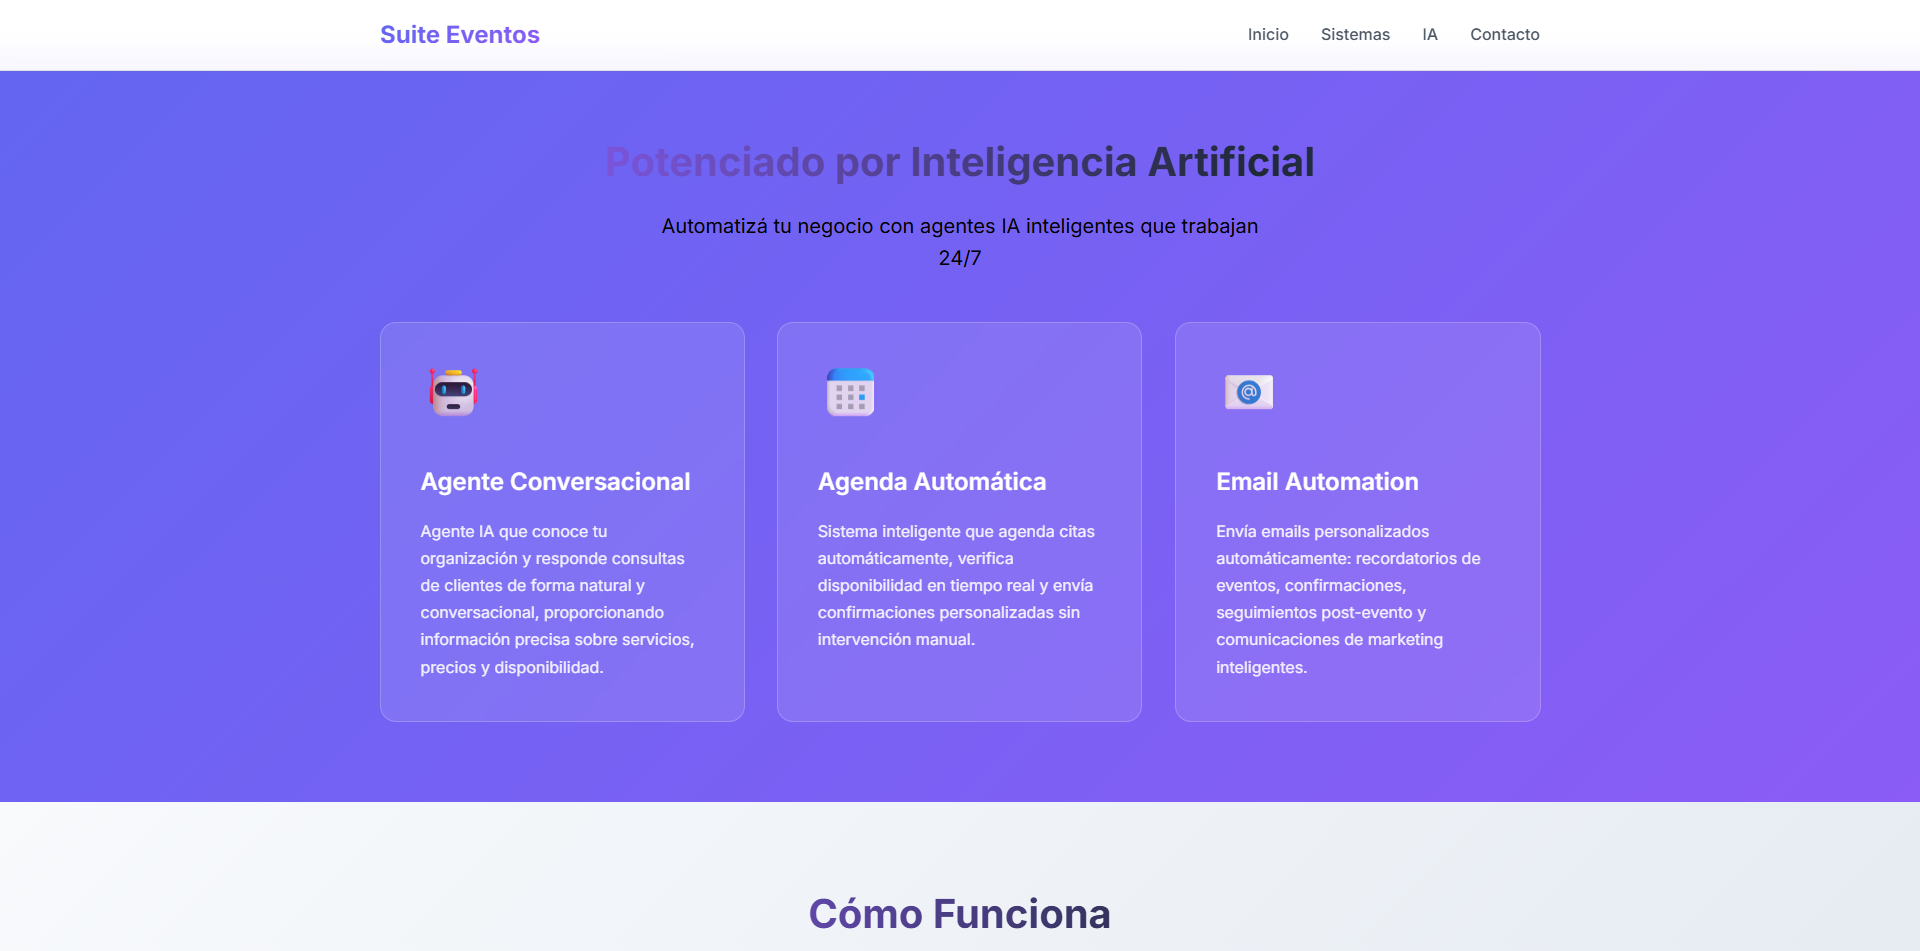 Suite Eventos
Inicio
Sistemas
IA
Contacto
Potenciado por Inteligencia Artificial
Automatizá tu negocio con agentes IA inteligentes que trabajan
24/7
Agente Conversacional
Agente IA que conoce tu
organización y responde consultas
de clientes de forma natural y
conversacional, proporcionando
información precisa sobre servicios,
precios y disponibilidad.
Agenda Automática
Sistema inteligente que agenda citas
automáticamente, verifica
disponibilidad en tiempo real y envía
confirmaciones personalizadas sin
intervención manual.
@
Email Automation
Envía emails personalizados
automáticamente: recordatorios de
eventos, confirmaciones,
seguimientos post-evento y
comunicaciones de marketing
inteligentes.
Cómo Funciona